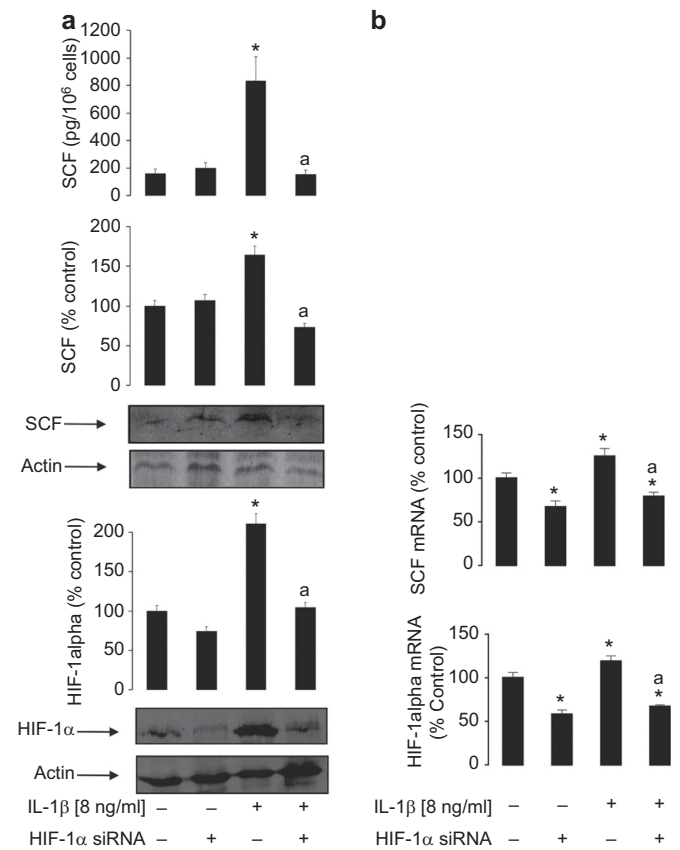 a
1200
1000
800
600
400
200
0
SCF
(pg/10⁶ cells)
*
a
200
150
100
50
0
SCF (% control)
*
a
SCF
Actin
200
150
100
50
0
HIF-1alpha (% control)
*
a
HIF-1α
Actin
IL-1β [8 ng/ml] – – + +
HIF-1α siRNA – + – +
b
150
100
50
0
SCF mRNA (% control)
*
*
a
*
150
100
50
0
HIF-1alpha mRNA
(% Control)
*
*
a
*
IL-1β [8 ng/ml] – – + +
HIF-1α siRNA – + – +